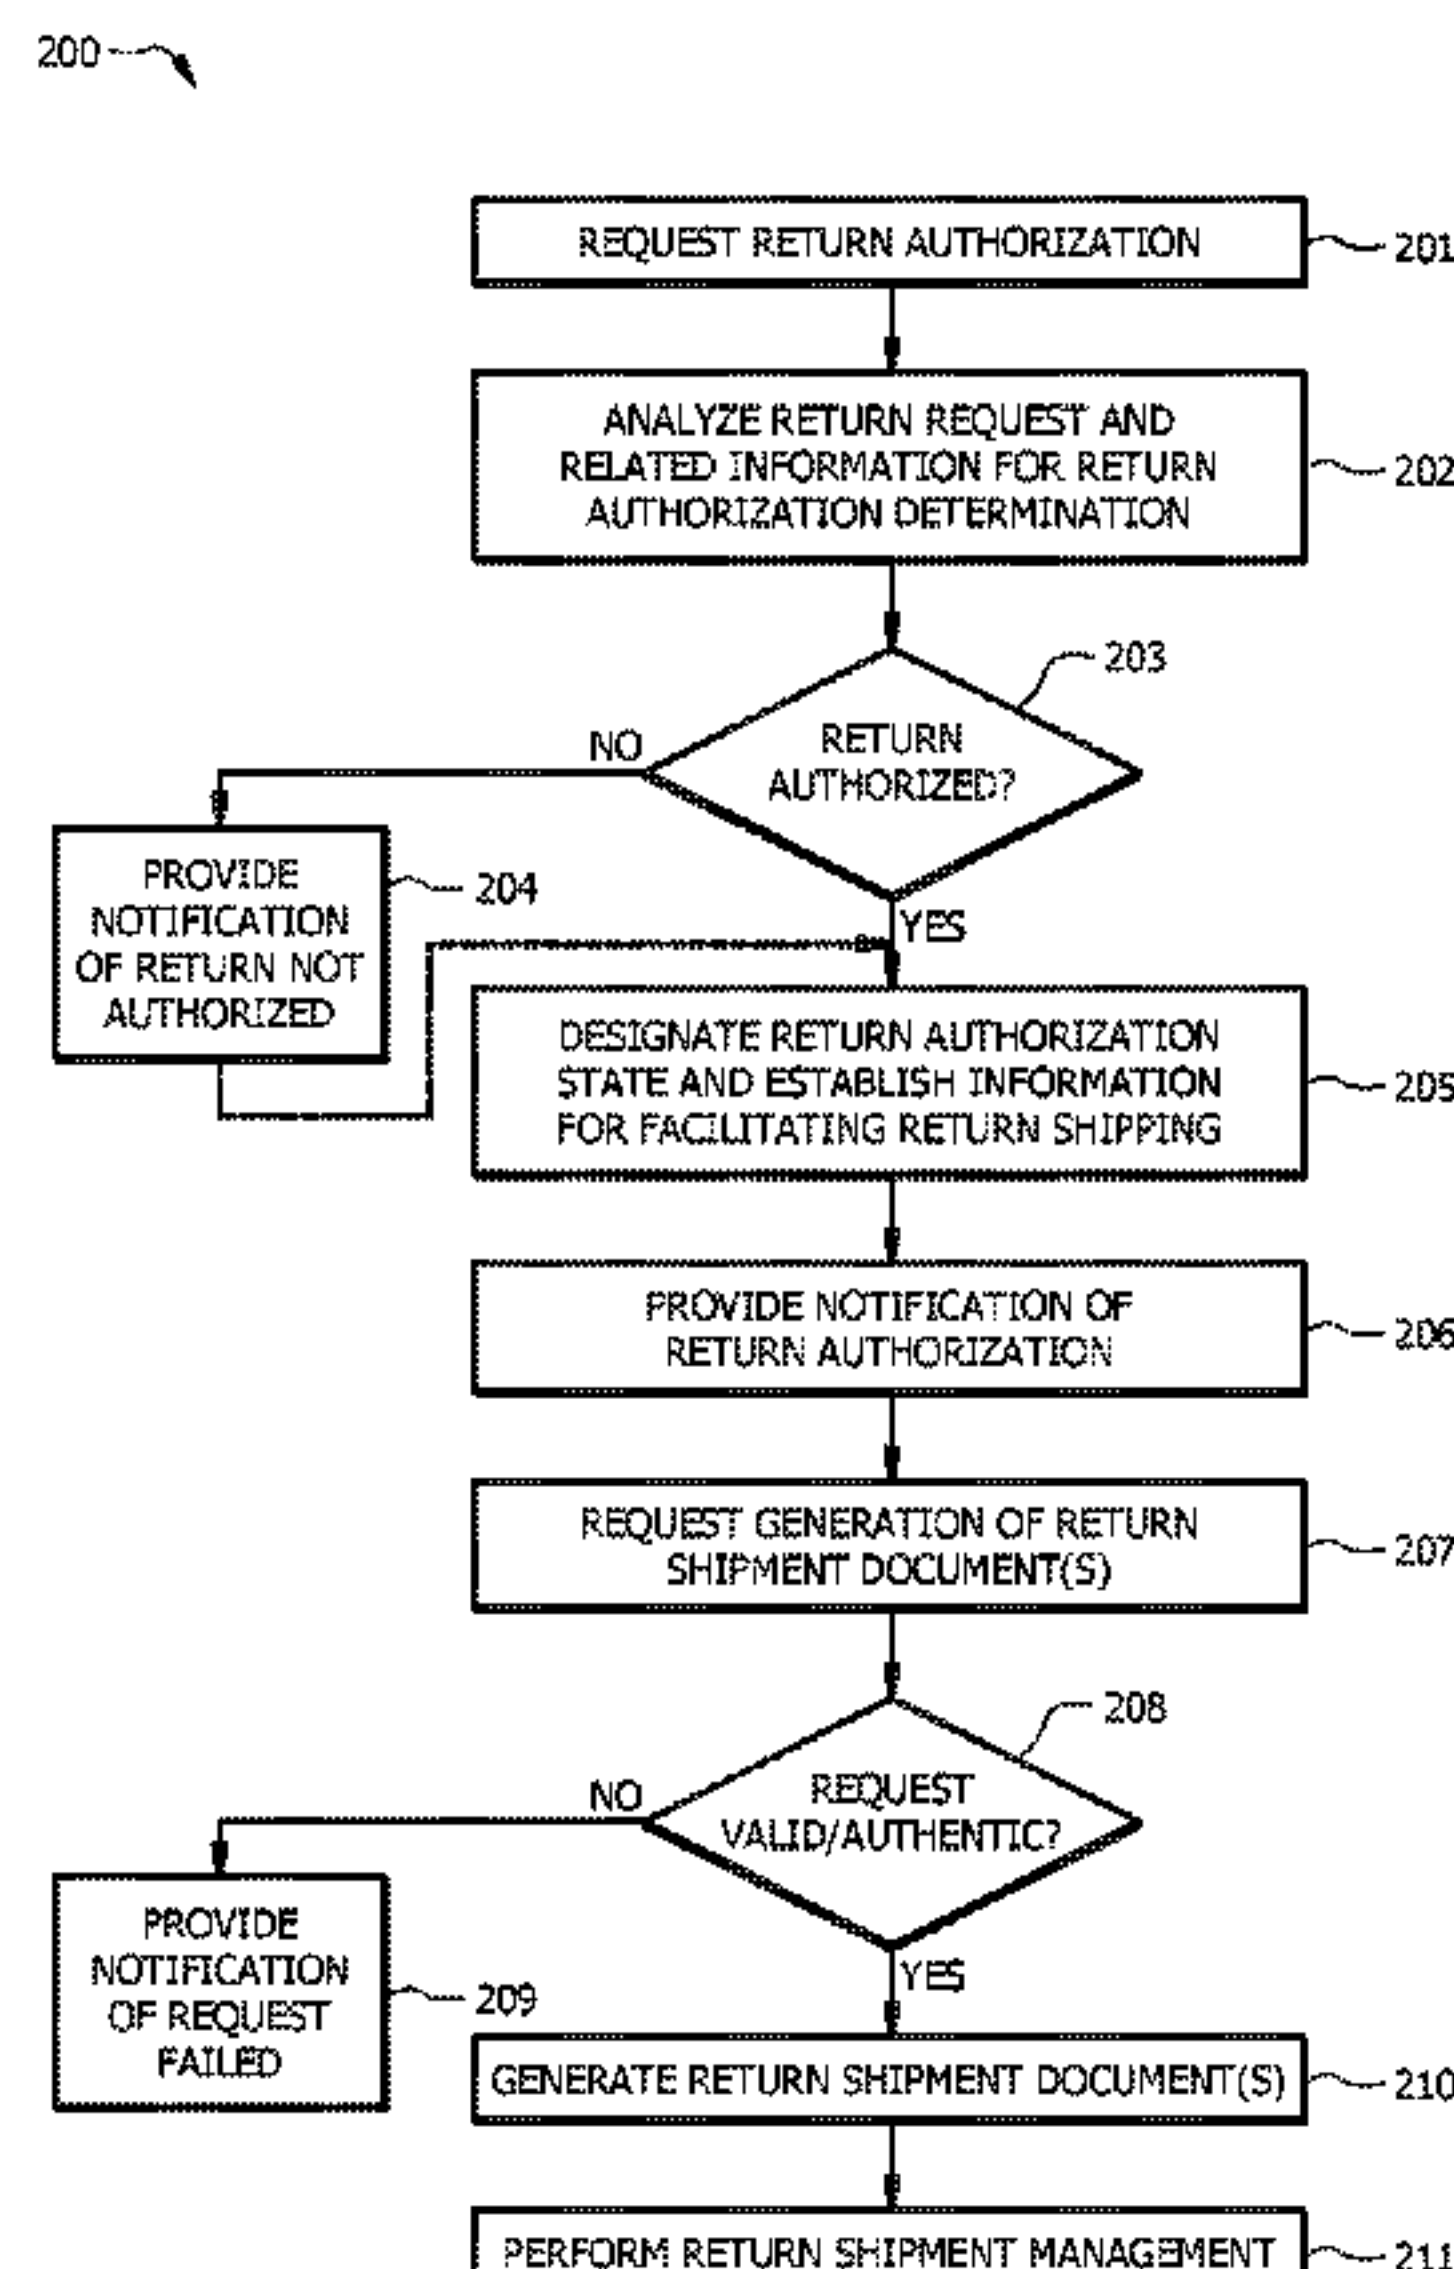 200
REQUEST RETURN AUTHORIZATION
201
ANALYZE RETURN REQUEST AND
RELATED INFORMATION FOR RETURN
AUTHORIZATION DETERMINATION
202
203
RETURN
AUTHORIZED?
NO
YES
PROVIDE
NOTIFICATION
OF RETURN NOT
AUTHORIZED
204
DESIGNATE RETURN AUTHORIZATION
STATE AND ESTABLISH INFORMATION
FOR FACILITATING RETURN SHIPPING
205
PROVIDE NOTIFICATION OF
RETURN AUTHORIZATION
206
REQUEST GENERATION OF RETURN
SHIPMENT DOCUMENT(S)
207
208
REQUEST
VALID/AUTHENTIC?
NO
YES
PROVIDE
NOTIFICATION
OF REQUEST
FAILED
209
GENERATE RETURN SHIPMENT DOCUMENT(S)
210
PERFORM RETURN SHIPMENT MANAGEMENT
211